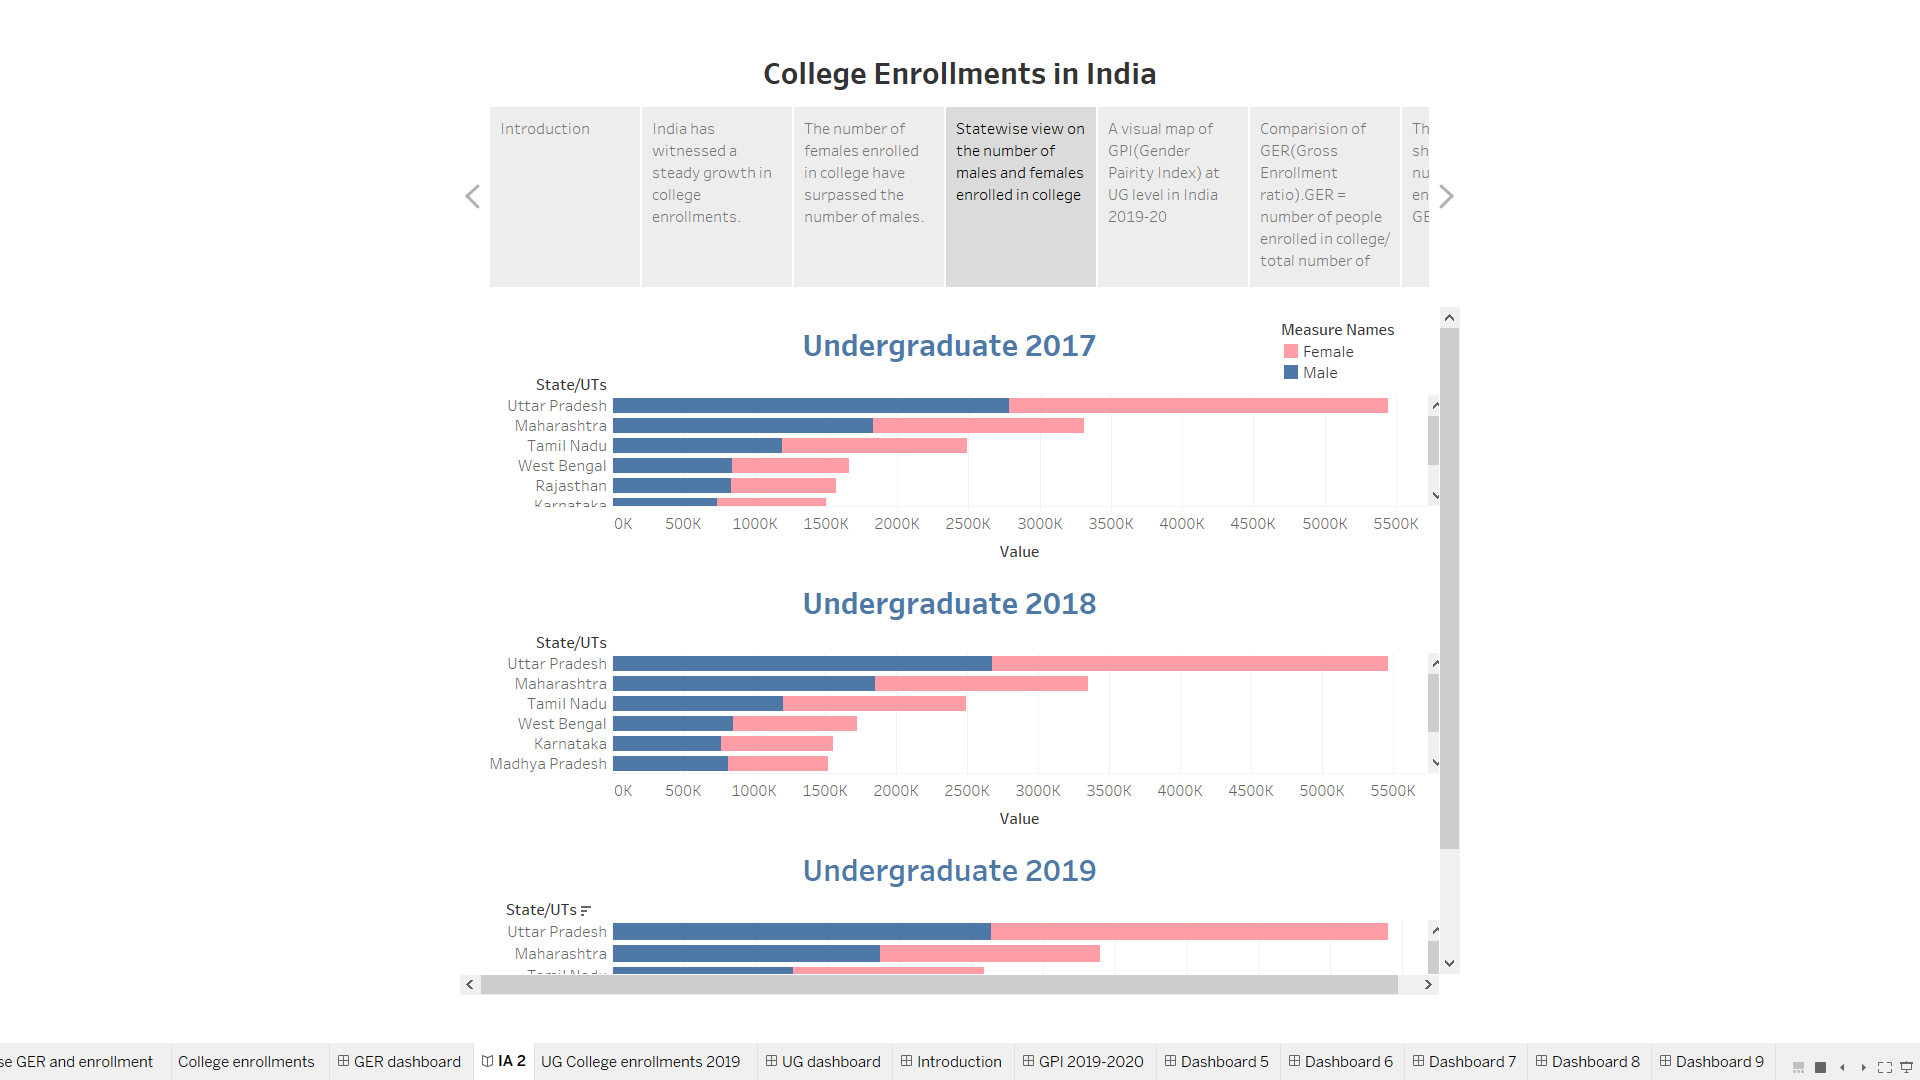 College Enrollments in India
Introduction
India has
witnessed a
steady growth in
college
enrollments.
The number of
females enrolled
in college have
surpassed the
number of males.
Statewise view on
the number of
males and females
enrolled in college
A visual map of
GPI(Gender
Pairity Index) at
UG level in India
2019-20
Comparision of
GER(Gross
Enrollment
ratio).GER =
number of people
enrolled in college/
total number of
Th
sh
nu
en
GE
Undergraduate 2017
Measure Names
Female
Male
State/UTs
Uttar Pradesh
Maharashtra
Tamil Nadu
West Bengal
Rajasthan
Karnataka
0K 500K 1000K 1500K 2000K 2500K 3000K 3500K 4000K 4500K 5000K 5500K
Value
Undergraduate 2018
State/UTs
Uttar Pradesh
Maharashtra
Tamil Nadu
West Bengal
Karnataka
Madhya Pradesh
0K 500K 1000K 1500K 2000K 2500K 3000K 3500K 4000K 4500K 5000K 5500K
Value
Undergraduate 2019
State/UTs
Uttar Pradesh
Maharashtra
Tamil Nadu
se GER and enrollment College enrollments GER dashboard IA 2 UG College enrollments 2019 UG dashboard Introduction GPI 2019-2020 Dashboard 5 Dashboard 6 Dashboard 7 Dashboard 8 Dashboard 9